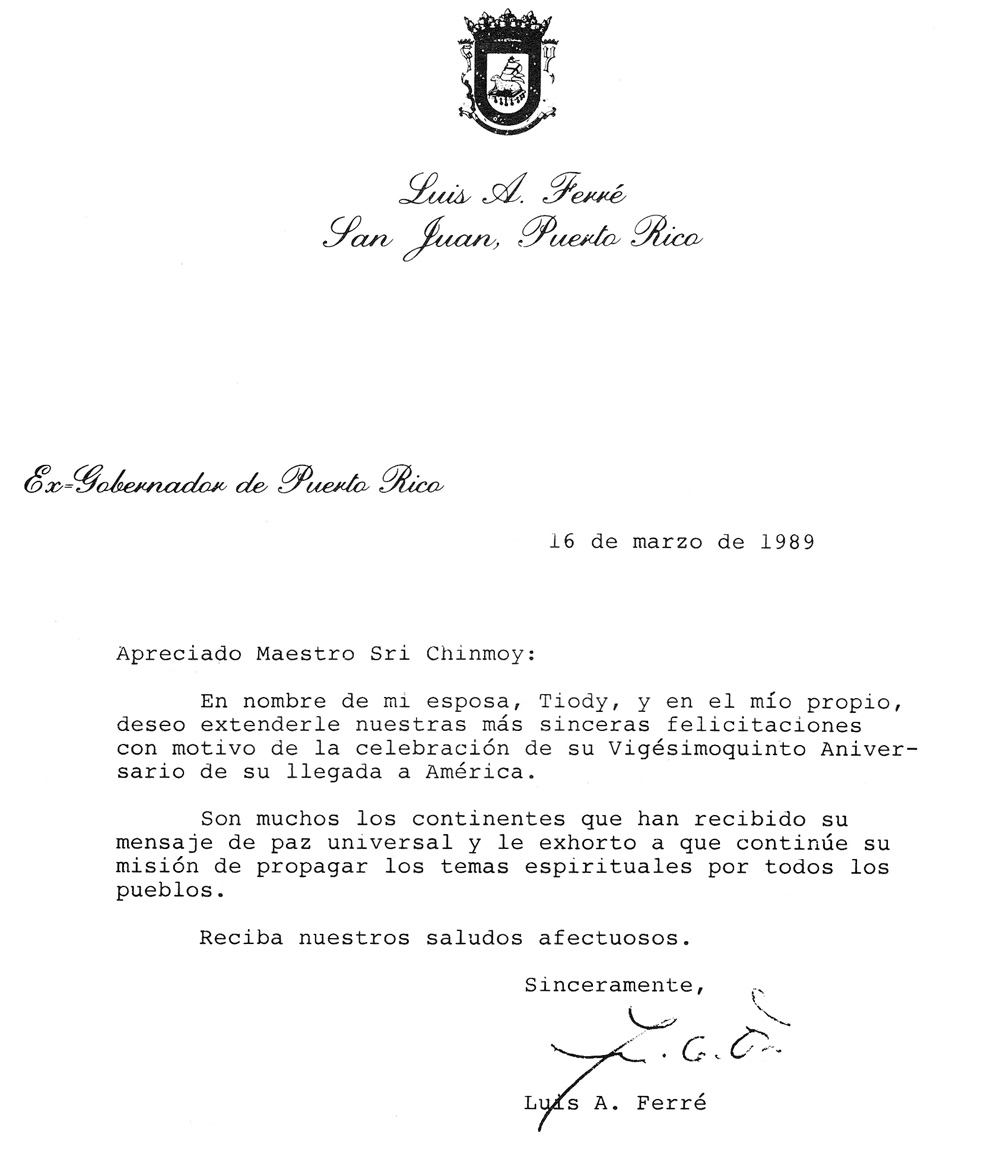 Luis A. Ferré
San Juan, Puerto Rico
Ex=Gobernador de Puerto Rico
16 de marzo de 1989
Apreciado Maestro Sri Chinmoy:
En nombre de mi esposa, Tiody, y en el mío propio,
deseo extenderle nuestras más sinceras felicitaciones
con motivo de la celebración de su Vigésimoquinto Aniver-
sario de su llegada a América.
Son muchos los continentes que han recibido su
mensaje de paz universal y le exhorto a que continúe su
misión de propagar los temas espirituales por todos los
pueblos.
Reciba nuestros saludos afectuosos.
Sinceramente,
Luis A. Ferré